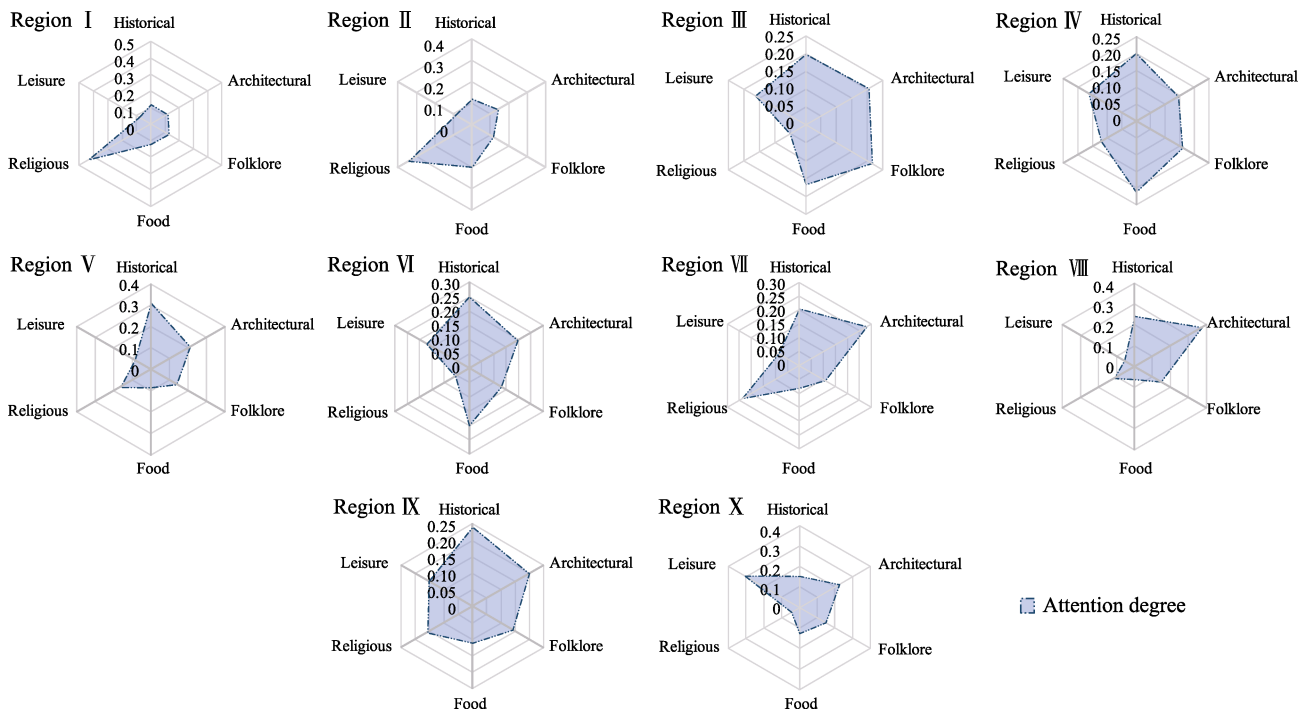 Region Ⅰ
Historical
0.5
0.4
0.3
0.2
0.1
0
Leisure
Architectural
Religious
Folklore
Food
Region Ⅱ
Historical
0.4
0.3
0.2
0.1
0
Leisure
Architectural
Religious
Folklore
Food
Region Ⅲ
Historical
0.25
0.20
0.15
0.10
0.05
0
Leisure
Architectural
Religious
Folklore
Food
Region Ⅳ
Historical
0.25
0.20
0.15
0.10
0.05
0
Leisure
Architectural
Religious
Folklore
Food
Region Ⅴ
Historical
0.4
0.3
0.2
0.1
0
Leisure
Architectural
Religious
Folklore
Food
Region Ⅵ
Historical
0.30
0.25
0.20
0.15
0.10
0.05
0
Leisure
Architectural
Religious
Folklore
Food
Region Ⅶ
Historical
0.30
0.25
0.20
0.15
0.10
0.05
0
Leisure
Architectural
Religious
Folklore
Food
Region Ⅷ
Historical
0.4
0.3
0.2
0.1
0
Leisure
Architectural
Religious
Folklore
Food
Region Ⅸ
Historical
0.25
0.20
0.15
0.10
0.05
0
Leisure
Architectural
Religious
Folklore
Food
Region Ⅹ
Historical
0.4
0.3
0.2
0.1
0
Leisure
Architectural
Religious
Folklore
Food
Attention degree